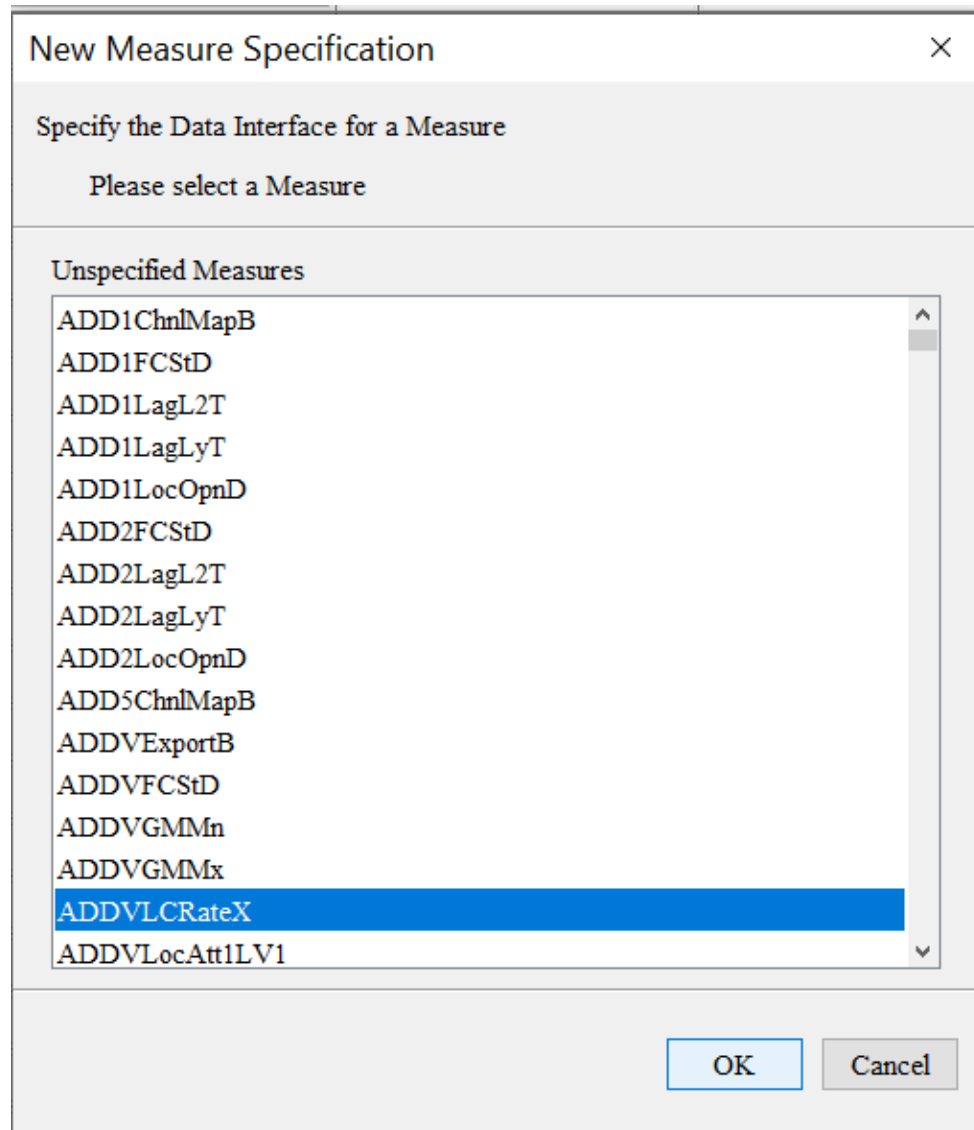 New Measure Specification
Specify the Data Interface for a Measure
Please select a Measure
Unspecified Measures
ADD1ChnlMapB
ADD1FCStD
ADD1LagL2T
ADD1LagLyT
ADD1LocOpnD
ADD2FCStD
ADD2LagL2T
ADD2LagLyT
ADD2LocOpnD
ADD5ChnlMapB
ADDVExportB
ADDVFCStD
ADDVGMMn
ADDVGMMx
ADDVLCRateX
ADDVLocAtt1LV1
OK Cancel